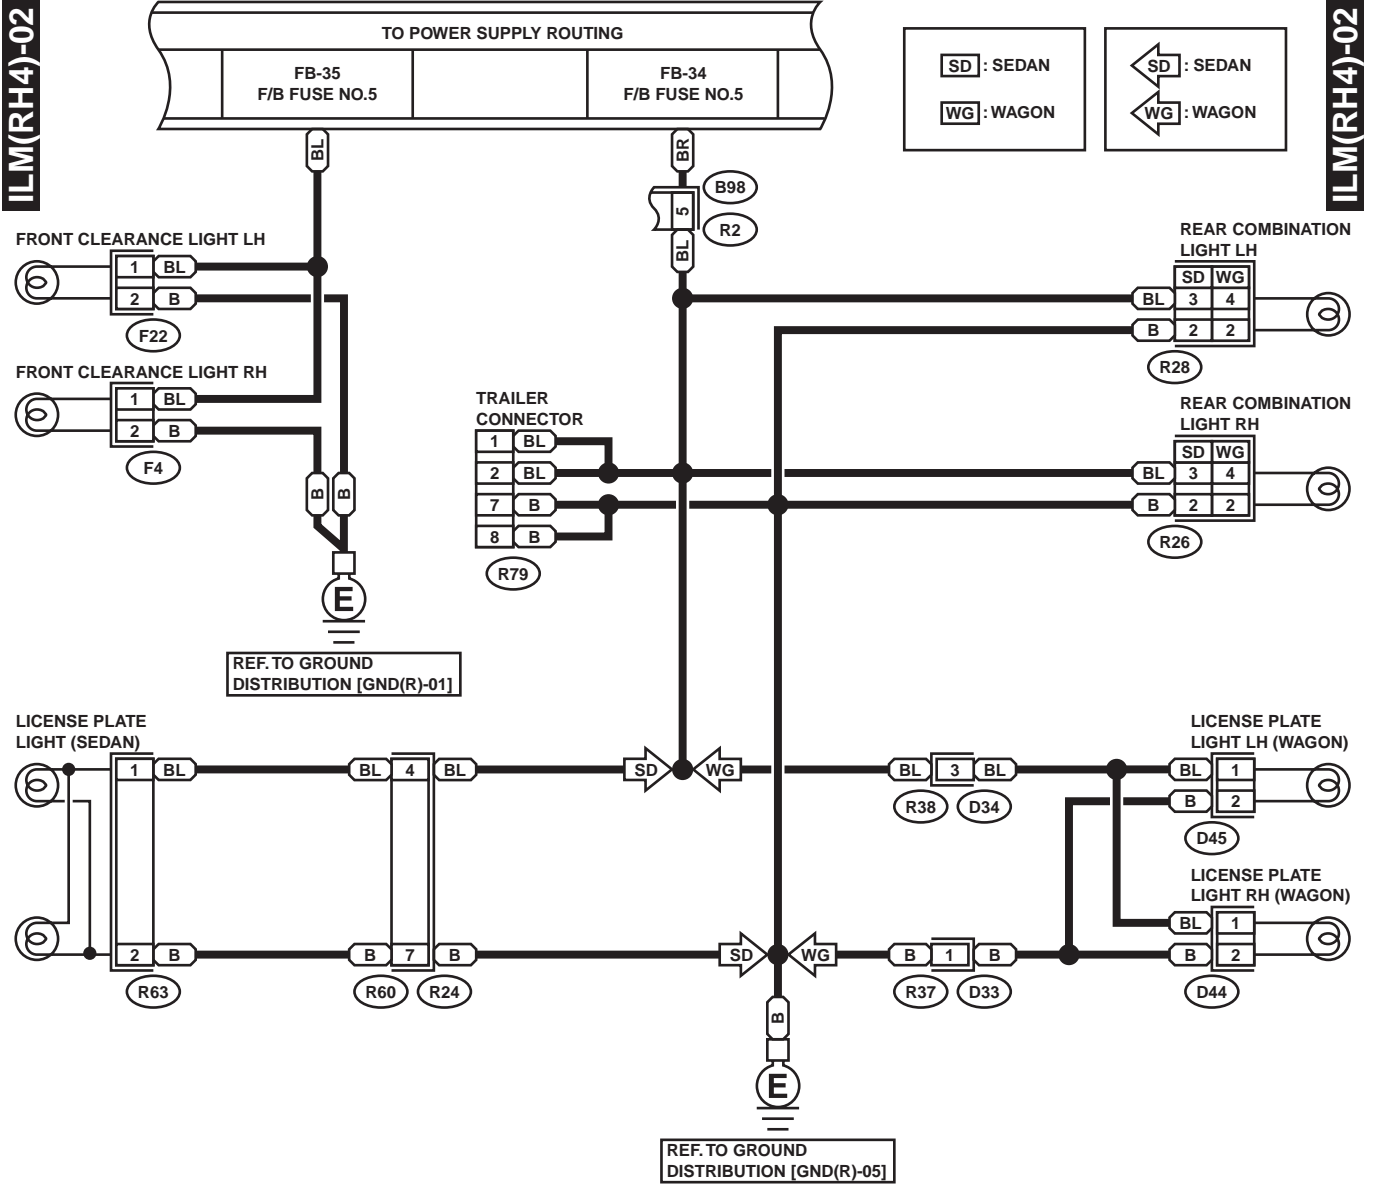 ILM(RH4)-02
ILM(RH4)-02
TO POWER SUPPLY ROUTING
FB-35
F/B FUSE NO.5
FB-34
F/B FUSE NO.5
SD : SEDAN
WG : WAGON
SD : SEDAN
WG : WAGON
BL
BR
B98
5
R2
BL
FRONT CLEARANCE LIGHT LH
1 BL
2 B
F22
FRONT CLEARANCE LIGHT RH
1 BL
2 B
F4
B B
E
REF. TO GROUND
DISTRIBUTION [GND(R)-01]
REAR COMBINATION
LIGHT LH
SD WG
BL 3 4
B 2 2
R28
REAR COMBINATION
LIGHT RH
SD WG
BL 3 4
B 2 2
R26
TRAILER
CONNECTOR
1 BL
2 BL
7 B
8 B
R79
LICENSE PLATE
LIGHT (SEDAN)
1 BL
BL 4 BL
SD
WG
2 B
B 7 B
SD
WG
R63
R60
R24
BL 3 BL
R38
D34
B 1 B
R37
D33
LICENSE PLATE
LIGHT LH (WAGON)
BL 1
B 2
D45
LICENSE PLATE
LIGHT RH (WAGON)
BL 1
B 2
D44
B
E
REF. TO GROUND
DISTRIBUTION [GND(R)-05]